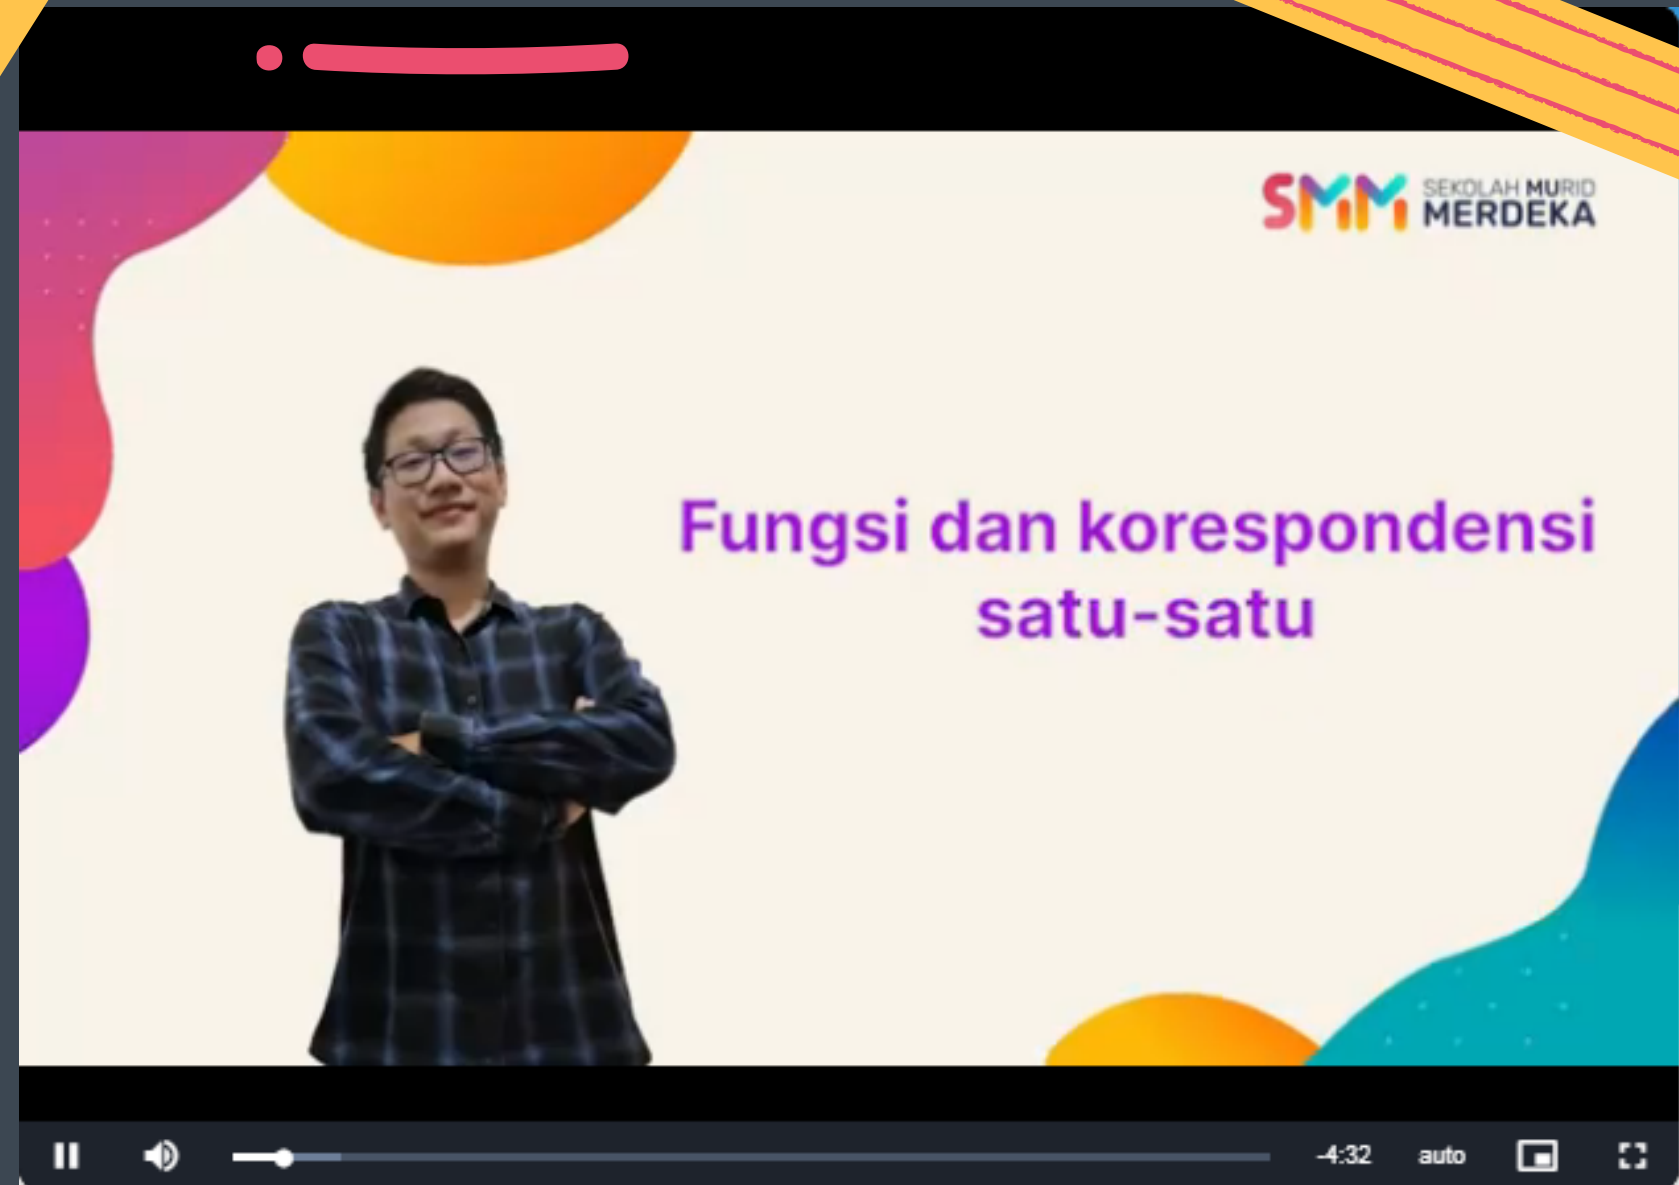 SMM SEKOLAH MURID
MERDEKA
Fungsi dan korespondensi
satu-satu
-4:32 auto